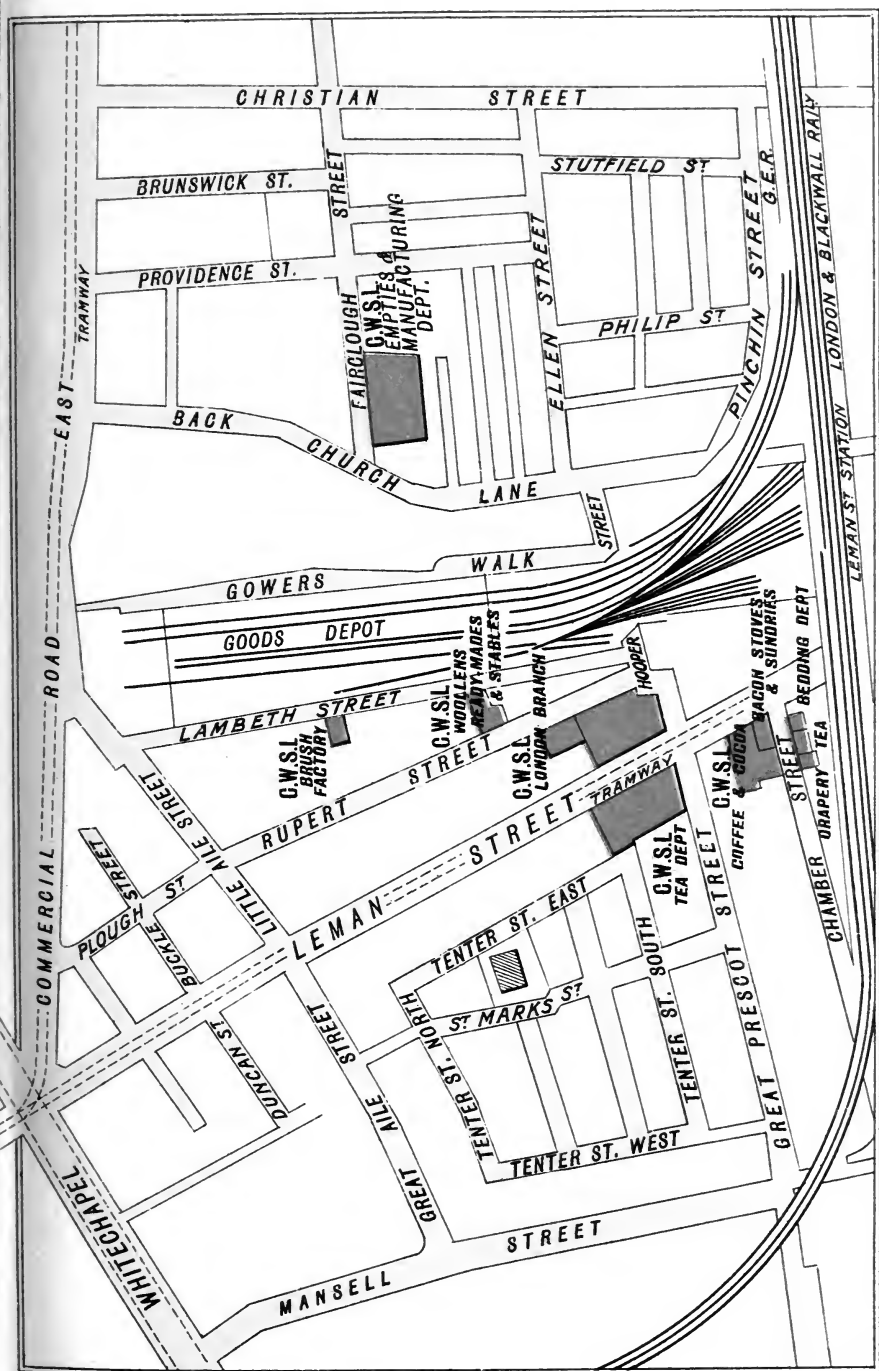 CHRISTIAN STREET
BRUNSWICK ST.
STREET
STUTFIELD ST
G.E.R.
LONDON & BLACKWALL RAILY
PROVIDENCE ST.
TRAMWAY
FAIRCLOUGH
C.W.S.L
EMPTIES &
MANUFACTURING
DEPT.
ELLEN STREET
PHILIP ST
PINCHIN STREET
BACK CHURCH LANE
STREET
LEMAN ST STATION
COMMERCIAL ROAD EAST
GOWERS WALK
GOODS DEPOT
LAMBETH STREET
C.W.S.L
BRUSH
FACTORY
C.W.S.L
WOOLLENS
READY-MADES
& STABLES
C.W.S.L
LONDON BRANCH
HOOPER
C.W.S.L
COFFEE & COCOA
BACON STOVES
& SUNDRIES
BEDDING DEPT
DRAPERY TEA
RUPERT STREET
LITTLE AILE STREET
PLOUGH ST
BUCKLE STREET
LEMAN STREET
TRAMWAY
C.W.S.L
TEA DEPT
CHAMBER STREET
DUNCAN ST
TENTER ST. EAST
TENTER ST. NORTH
ST MARKS ST
TENTER ST. SOUTH
TENTER ST. WEST
GREAT PRESCOT STREET
GREAT AILE STREET
WHITECHAPEL
MANSELL STREET